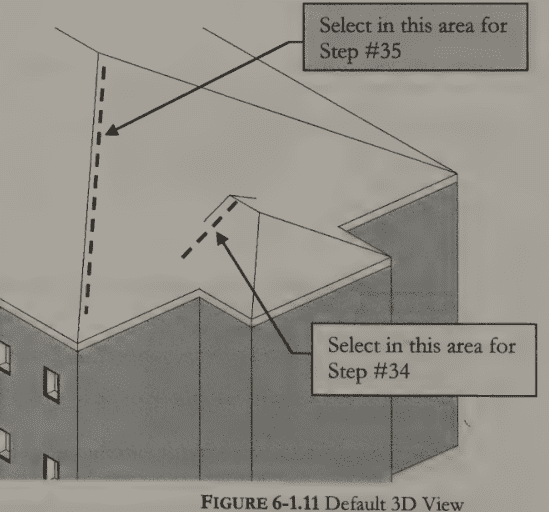 Select in this area for
Step #35
Select in this area for
Step #34
FIGURE 6-1.11 Default 3D View